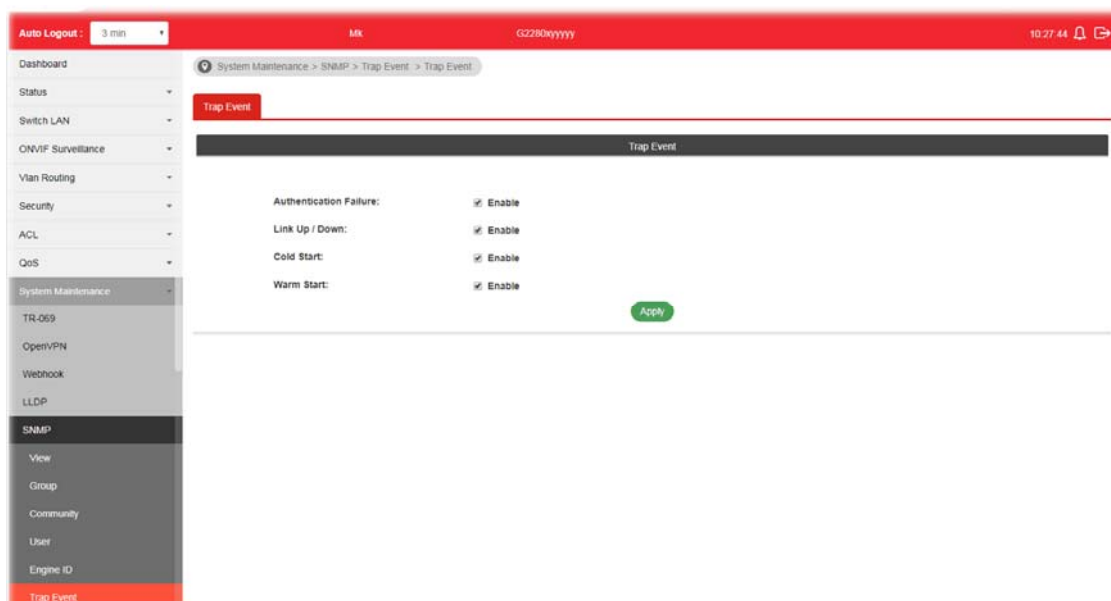 Auto Logout : 3 min Mk G2280xyyyyy 10:27:44
Dashboard
Status
Switch LAN
ONVIF Surveillance
Vlan Routing
Security
ACL
QoS
System Maintenance
TR-069
OpenVPN
Webhook
LLDP
SNMP
View
Group
Community
User
Engine ID
Trap Event
System Maintenance > SNMP > Trap Event > Trap Event
Trap Event
Trap Event
Authentication Failure: Enable
Link Up / Down: Enable
Cold Start: Enable
Warm Start: Enable
Apply